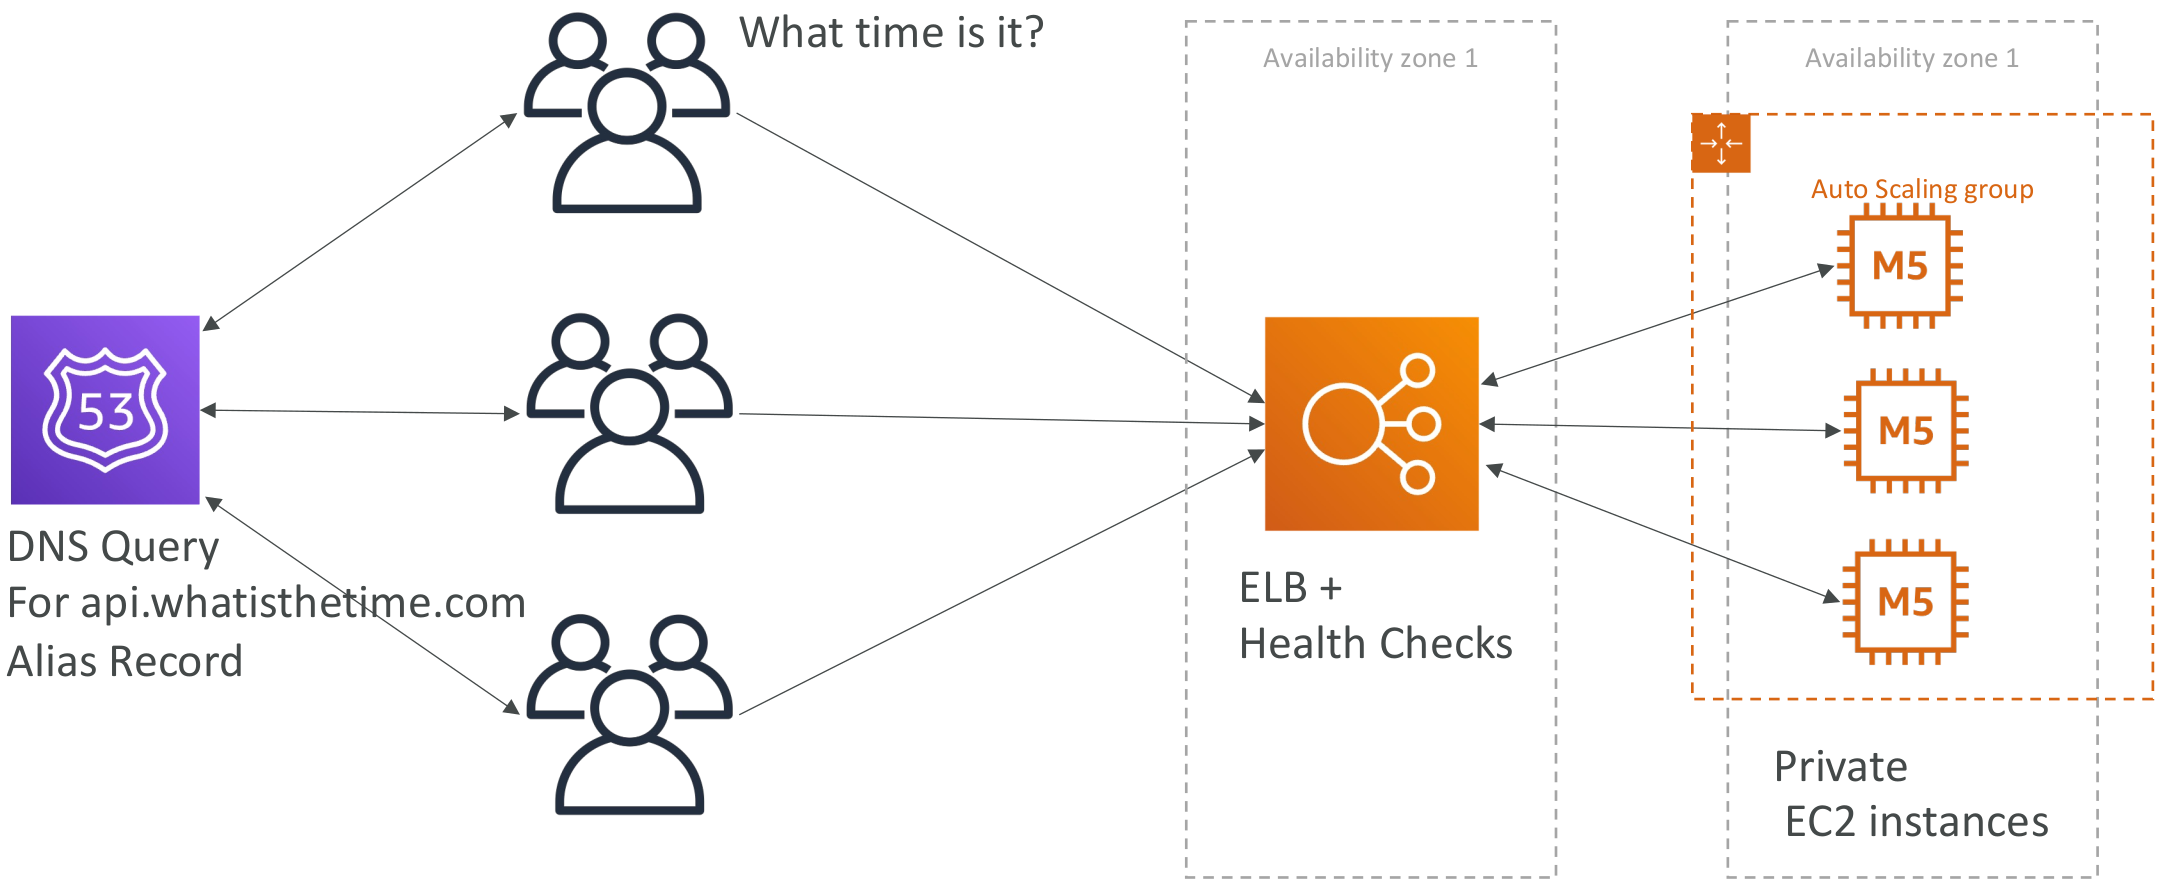 What time is it?
Availability zone 1
Availability zone 1
Auto Scaling group
M5
M5
M5
53
DNS Query
For api.whatisthetime.com
Alias Record
ELB +
Health Checks
Private
EC2 instances